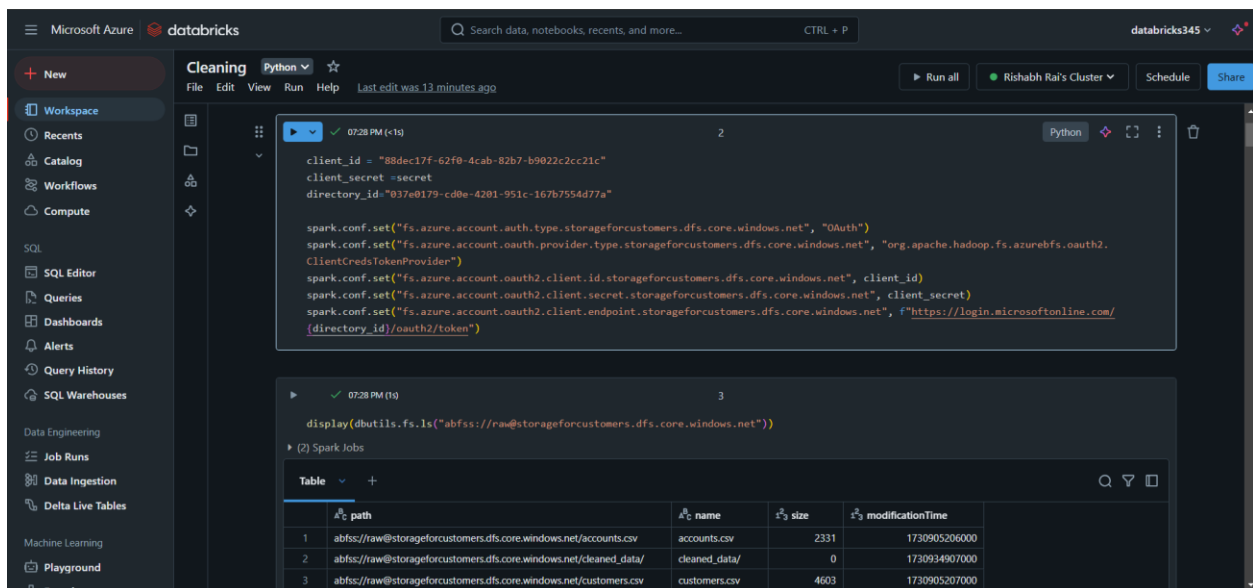 Microsoft Azure databricks
Search data, notebooks, recents, and more... CTRL + P
databricks345
New
Workspace
Recents
Catalog
Workflows
Compute
SQL
SQL Editor
Queries
Dashboards
Alerts
Query History
SQL Warehouses
Data Engineering
Job Runs
Data Ingestion
Delta Live Tables
Machine Learning
Playground
Cleaning Python
File Edit View Run Help Last edit was 13 minutes ago
Run all Rishabh Rai's Cluster Schedule Share
07:28 PM (<1s) 2 Python
client_id = "88dec17f-62f0-4cab-82b7-b9022c2cc21c"
client_secret =secret
directory_id="037e0179-cd0e-4201-951c-167b7554d77a"
spark.conf.set("fs.azure.account.auth.type.storageforcustomers.dfs.core.windows.net", "OAuth")
spark.conf.set("fs.azure.account.oauth.provider.type.storageforcustomers.dfs.core.windows.net", "org.apache.hadoop.fs.azurebfs.oauth2.
ClientCredsTokenProvider")
spark.conf.set("fs.azure.account.oauth2.client.id.storageforcustomers.dfs.core.windows.net", client_id)
spark.conf.set("fs.azure.account.oauth2.client.secret.storageforcustomers.dfs.core.windows.net", client_secret)
spark.conf.set("fs.azure.account.oauth2.client.endpoint.storageforcustomers.dfs.core.windows.net", f"https://login.microsoftonline.com/
{directory_id}/oauth2/token")
07:28 PM (1s) 3
display(dbutils.fs.ls("abfss://raw@storageforcustomers.dfs.core.windows.net"))
(2) Spark Jobs
Table +
path name size modificationTime
1 abfss://raw@storageforcustomers.dfs.core.windows.net/accounts.csv accounts.csv 2331 1730905206000
2 abfss://raw@storageforcustomers.dfs.core.windows.net/cleaned_data/ cleaned_data/ 0 1730934907000
3 abfss://raw@storageforcustomers.dfs.core.windows.net/customers.csv customers.csv 4603 1730905207000